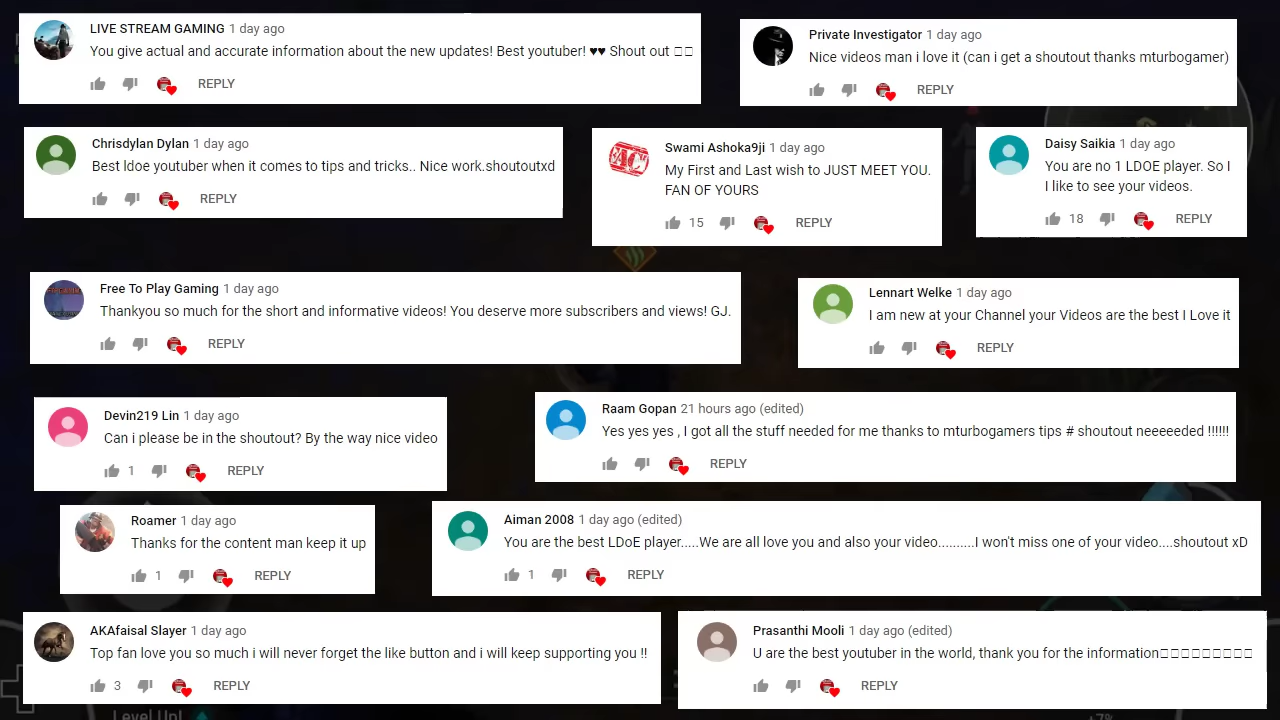 LIVE STREAM GAMING 1 day ago
You give actual and accurate information about the new updates! Best youtuber! ♥♥ Shout out □□
REPLY
Private Investigator 1 day ago
Nice videos man i love it (can i get a shoutout thanks mturbogamer)
REPLY
Chrisdylan Dylan 1 day ago
Best ldoe youtuber when it comes to tips and tricks.. Nice work.shoutoutxd
REPLY
AC
Swami Ashoka9ji 1 day ago
My First and Last wish to JUST MEET YOU.
FAN OF YOURS
15 REPLY
Daisy Saikia 1 day ago
You are no 1 LDOE player. So I
I like to see your videos.
18 REPLY
Free To Play Gaming 1 day ago
Thankyou so much for the short and informative videos! You deserve more subscribers and views! GJ.
REPLY
Lennart Welke 1 day ago
I am new at your Channel your Videos are the best I Love it
REPLY
Devin219 Lin 1 day ago
Can i please be in the shoutout? By the way nice video
1 REPLY
Raam Gopan 21 hours ago (edited)
Yes yes yes , I got all the stuff needed for me thanks to mturbogamers tips # shoutout neeeeeded !!!!!!
REPLY
Roamer 1 day ago
Thanks for the content man keep it up
1 REPLY
Aiman 2008 1 day ago (edited)
You are the best LDoE player.....We are all love you and also your video..........I won't miss one of your video....shoutout xD
1 REPLY
AKAfaisal Slayer 1 day ago
Top fan love you so much i will never forget the like button and i will keep supporting you !!
3 REPLY
Prasanthi Mooli 1 day ago (edited)
U are the best youtuber in the world, thank you for the information□□□□□□□□□
REPLY
Level Up!
+7%